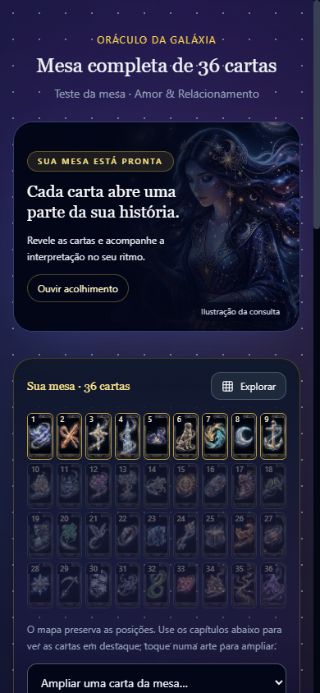 ORÁCULO DA GALÁXIA
Mesa completa de 36 cartas
Teste da mesa · Amor & Relacionamento
SUA MESA ESTÁ PRONTA
Cada carta abre uma
parte da sua história.
Revele as cartas e acompanhe a
interpretação no seu ritmo.
Ouvir acolhimento
Ilustração da consulta
Sua mesa · 36 cartas
Explorar
1 2 3 4 5 6 7 8 9
10 11 12 13 14 15 16 17 18
19 20 21 22 23 24 25 26 27
28 29 30 31 32 33 34 35 36
O mapa preserva as posições. Use os capítulos abaixo para
ver as cartas em destaque; toque numa arte para ampliar.
Ampliar uma carta da mesa...